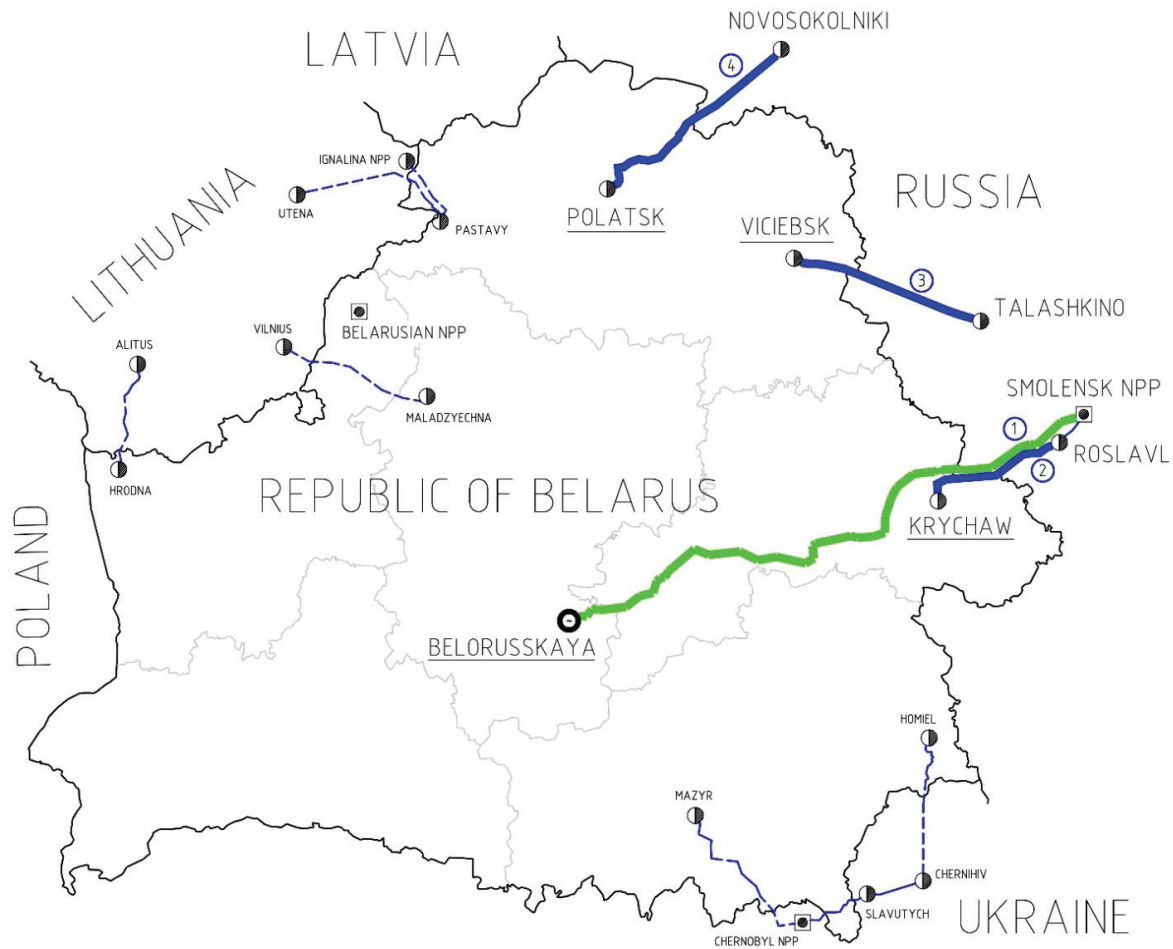 NOVOSOKOLNIKI
LATVIA
4
IGNALINA NPP
UTENA
PASTAVY
POLATSK
RUSSIA
VICIEBSK
LITHUANIA
3
TALASHKINO
BELARUSIAN NPP
VILNIUS
ALITUS
MALADZYECHNA
SMOLENSK NPP
1
ROSLAVL
2
HRODNA
REPUBLIC OF BELARUS
KRYCHAW
POLAND
BELORUSSKAYA
HOMIEL
MAZYR
CHERNIHIV
SLAVUTYCH
UKRAINE
CHERNOBYL NPP